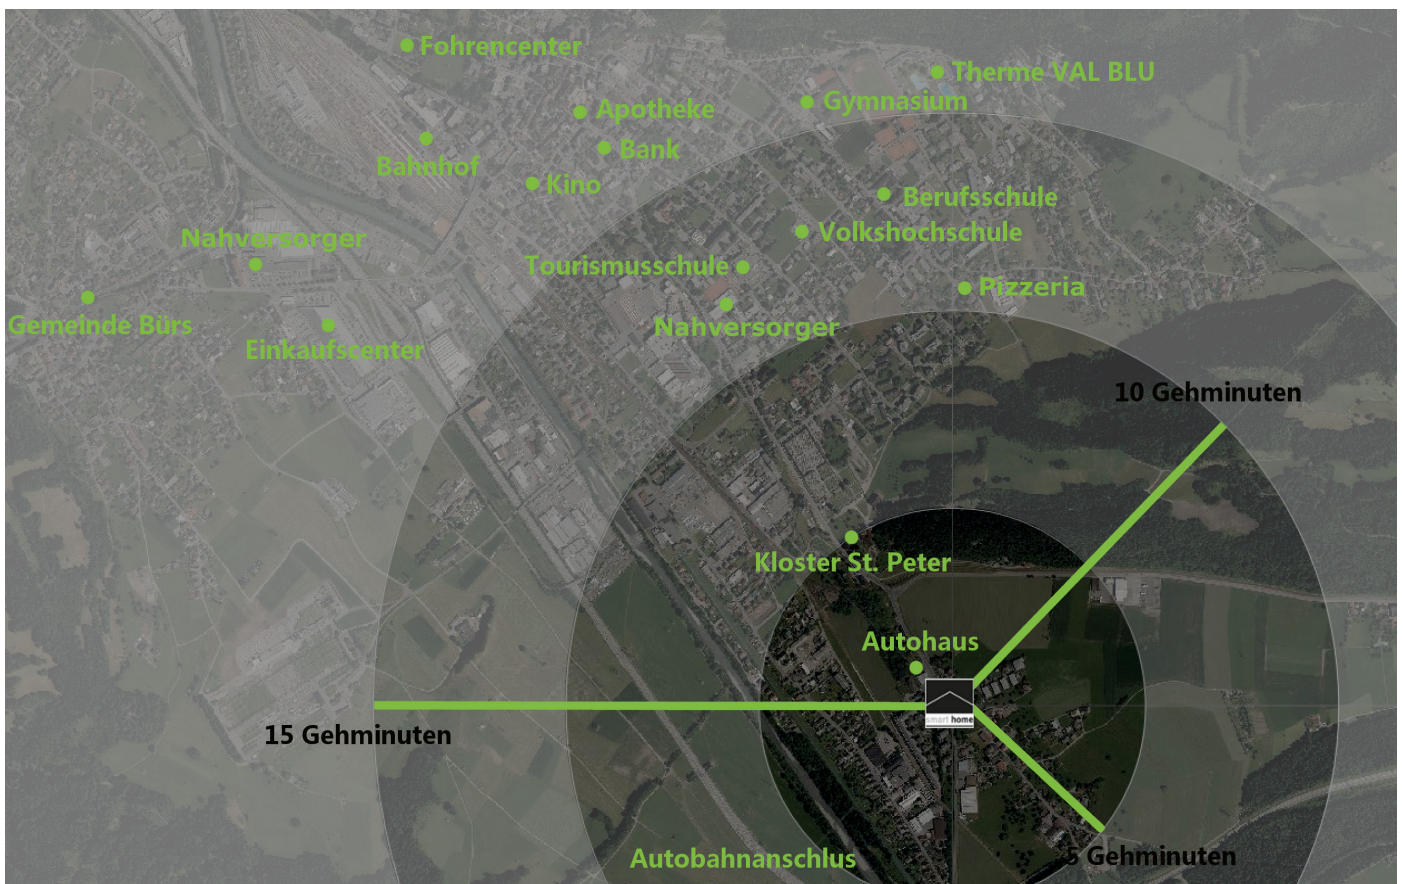 Fohrencenter
Therme VAL BLU
Gymnasium
Apotheke
Bank
Bahnhof
Kino
Berufsschule
Volkshochschule
Nahversorger
Tourismusschule
Pizzeria
Gemeinde Bürs
Nahversorger
Einkaufscenter
10 Gehminuten
Kloster St. Peter
Autohaus
smart home
15 Gehminuten
Autobahnanschlus
5 Gehminuten